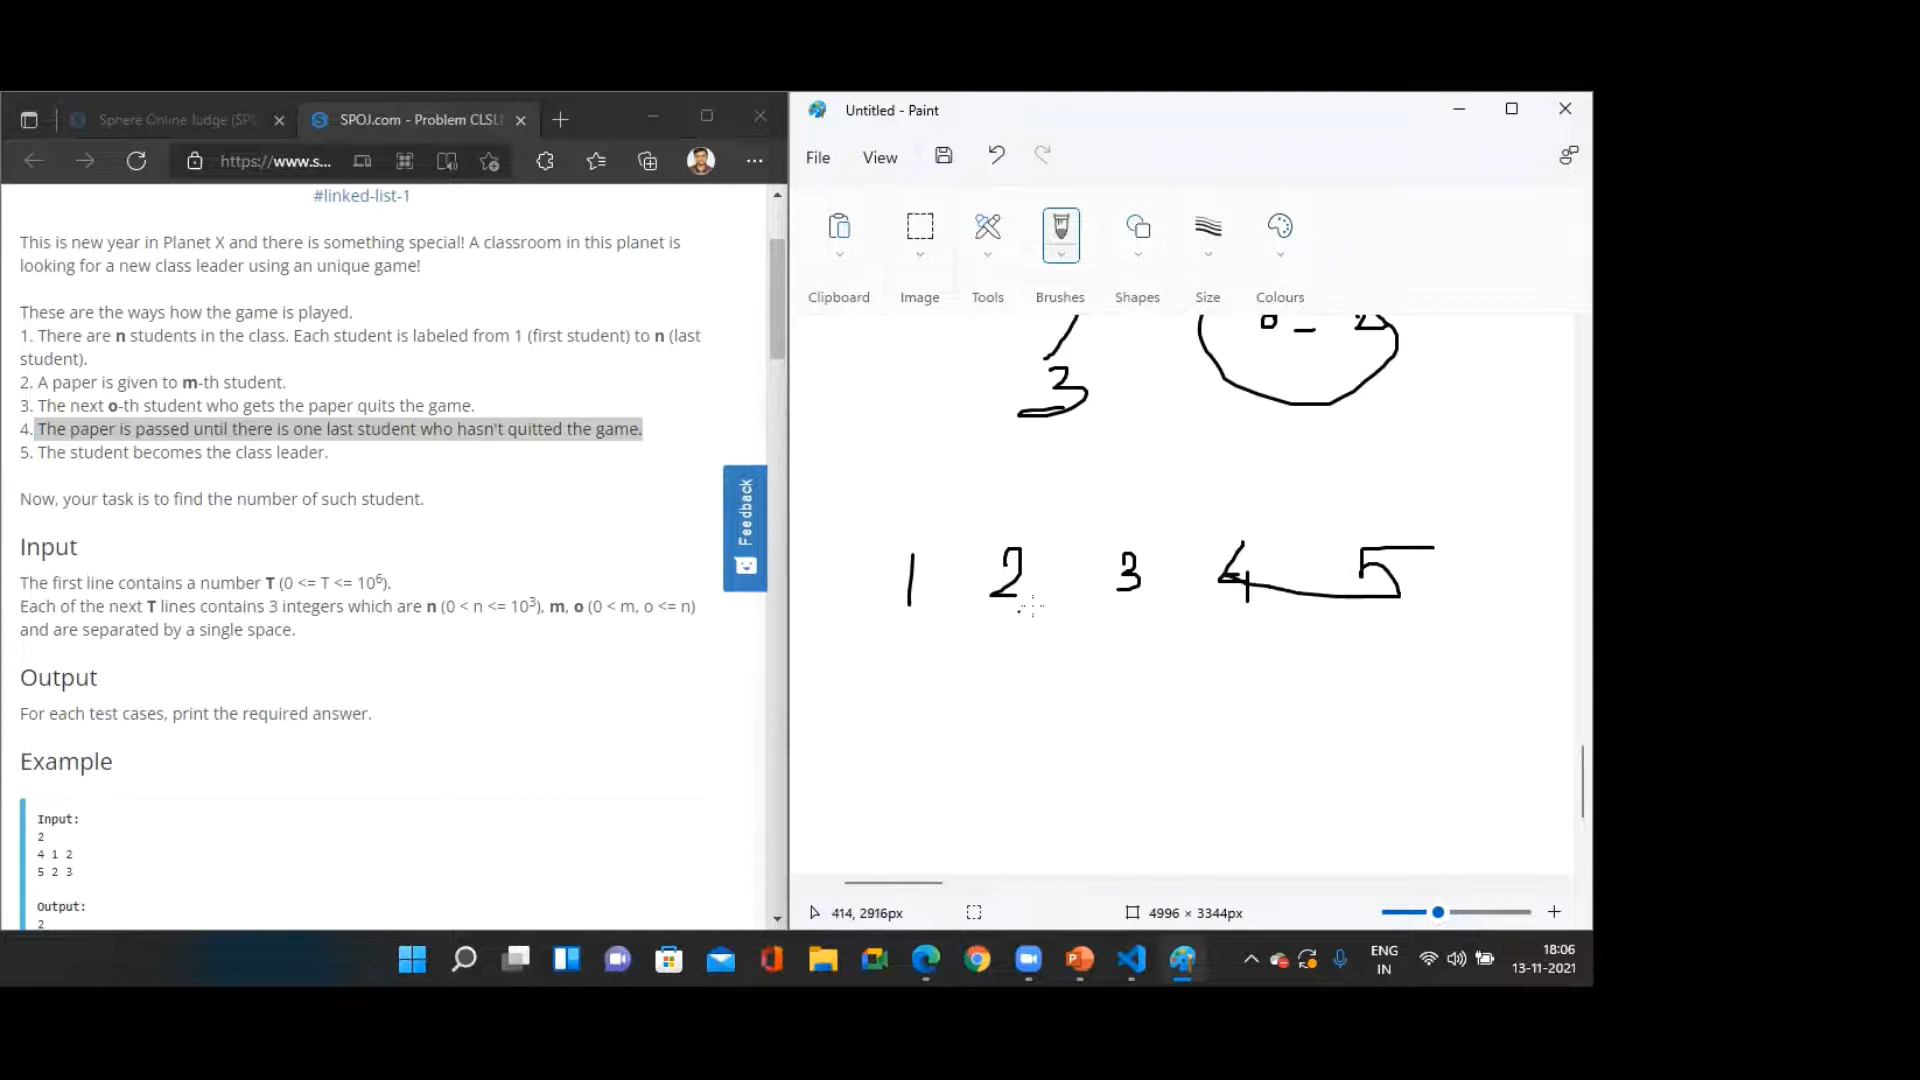 Sphere Online Judge (SP
SPOJ.com - Problem CLSL
https://www.s...
#linked-list-1
This is new year in Planet X and there is something special! A classroom in this planet is
looking for a new class leader using an unique game!
These are the ways how the game is played.
1. There are n students in the class. Each student is labeled from 1 (first student) to n (last
student).
2. A paper is given to m-th student.
3. The next o-th student who gets the paper quits the game.
4. The paper is passed until there is one last student who hasn't quitted the game.
5. The student becomes the class leader.
Now, your task is to find the number of such student.
Feedback
Input
The first line contains a number T (0 <= T <= 10⁶).
Each of the next T lines contains 3 integers which are n (0 < n <= 10³), m, o (0 < m, o <= n)
and are separated by a single space.
Output
For each test cases, print the required answer.
Example
Input:
2
4 1 2
5 2 3
Output:
2
Untitled - Paint
File View
Clipboard Image Tools Brushes Shapes Size Colours
3
1 2 3 4 5
414, 2916px
4996 × 3344px
ENG
IN
18:06
13-11-2021